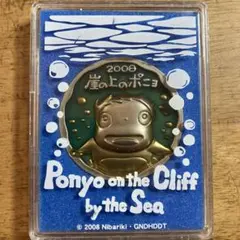 2008
崖の上のポニョ
Ponyo on the Cliff
by the Sea
© 2008 Nibariki・GNDHDDT